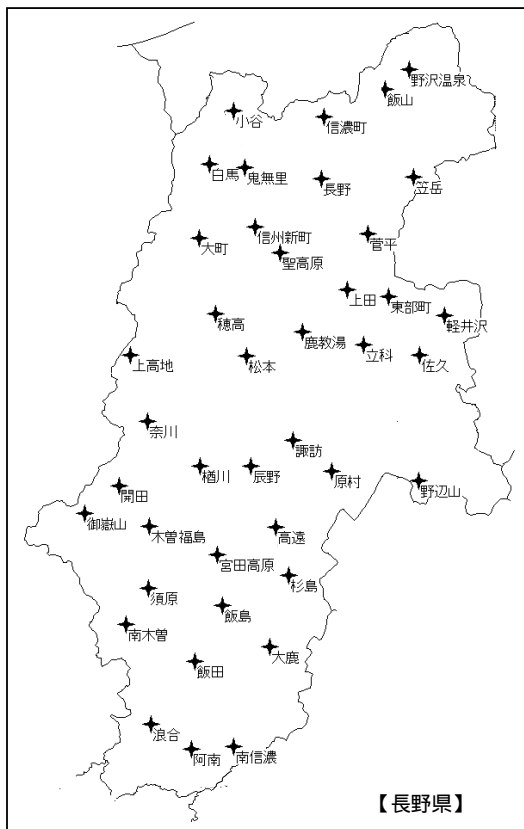 野沢温泉
飯山
小谷
信濃町
白馬
鬼無里
長野
笠岳
信州新町
菅平
大町
聖高原
上田
東部町
穂高
軽井沢
鹿教湯
立科
上高地
松本
佐久
奈川
諏訪
楢川
辰野
原村
野辺山
開田
御嶽山
木曽福島
高遠
宮田高原
杉島
須原
飯島
南木曽
大鹿
飯田
浪合
阿南
南信濃
【長野県】